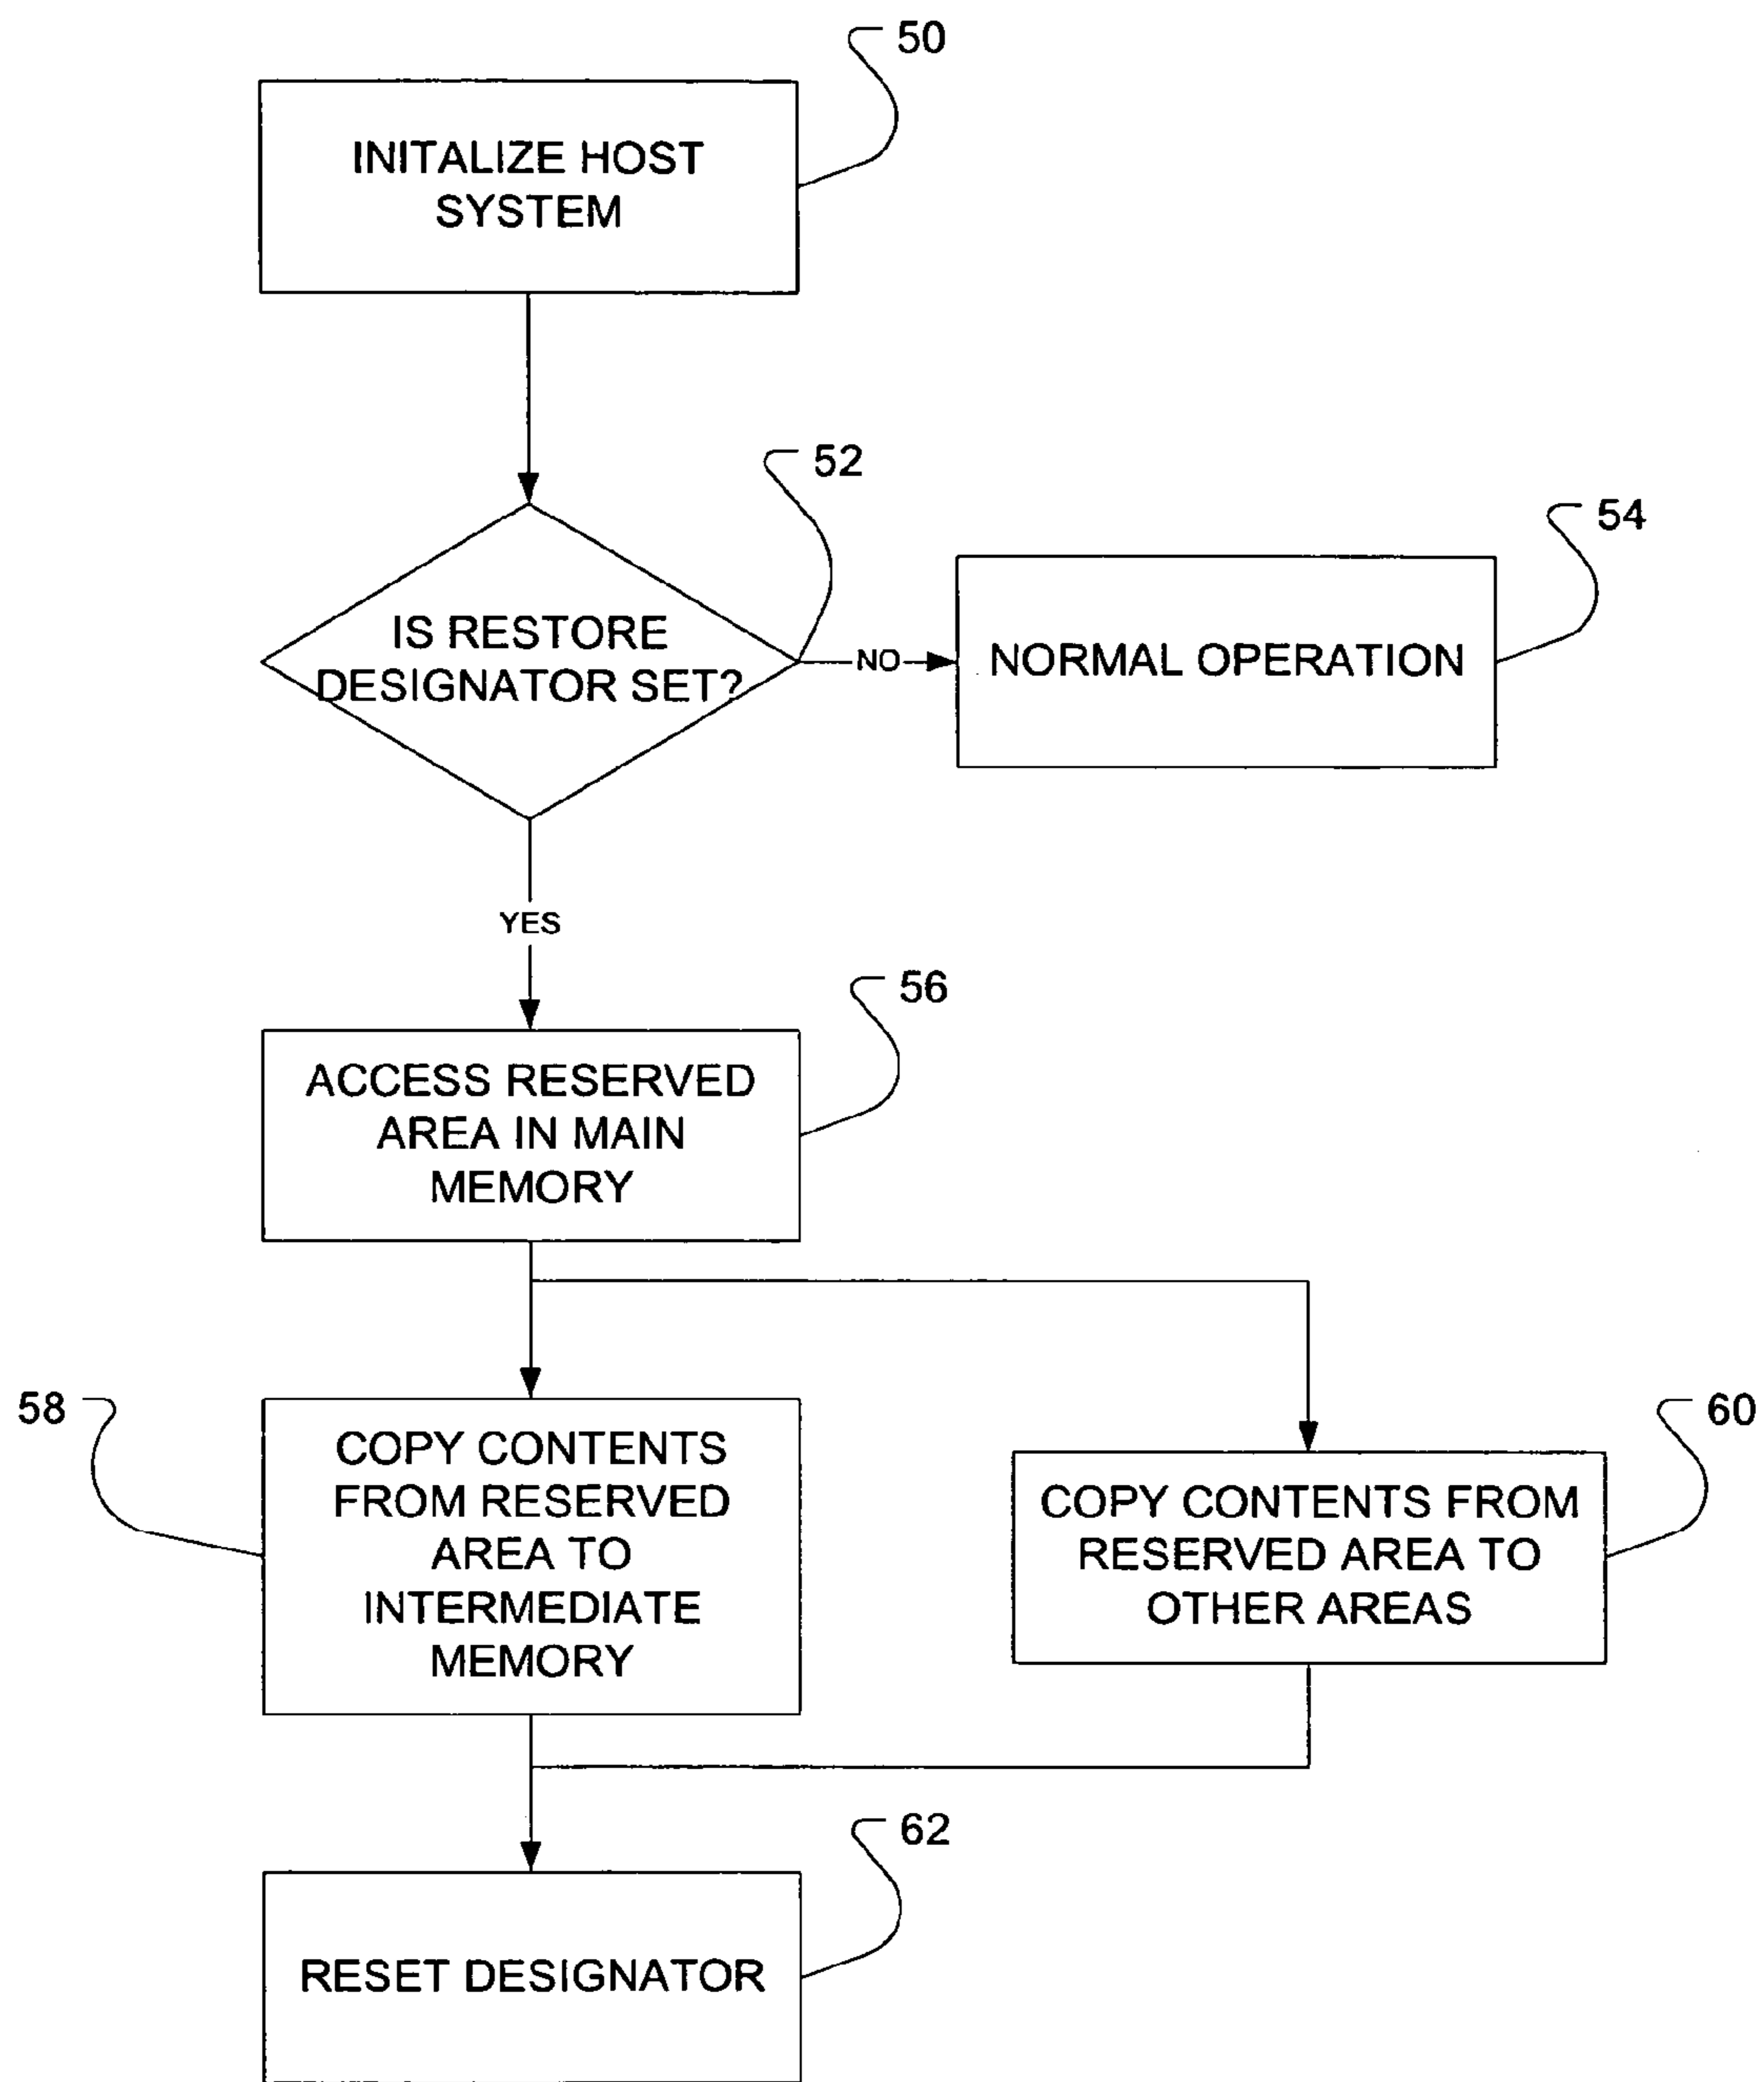 50
INITALIZE HOST
SYSTEM
52
IS RESTORE
DESIGNATOR SET?
NO
54
NORMAL OPERATION
YES
56
ACCESS RESERVED
AREA IN MAIN
MEMORY
58
COPY CONTENTS
FROM RESERVED
AREA TO
INTERMEDIATE
MEMORY
60
COPY CONTENTS FROM
RESERVED AREA TO
OTHER AREAS
62
RESET DESIGNATOR